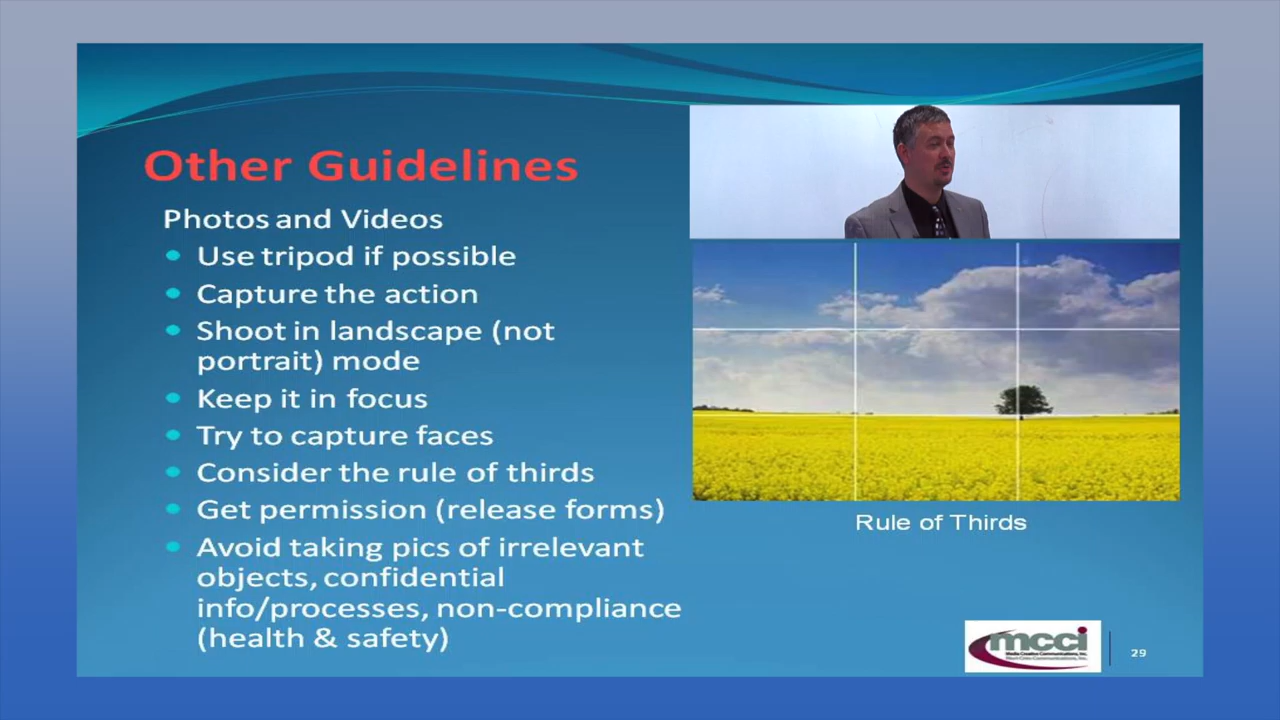 Other Guidelines
Photos and Videos
Use tripod if possible
Capture the action
Shoot in landscape (not
portrait) mode
Keep it in focus
Try to capture faces
Consider the rule of thirds
Get permission (release forms)
Avoid taking pics of irrelevant
objects, confidential
info/processes, non-compliance
(health & safety)
Rule of Thirds
mcci
29